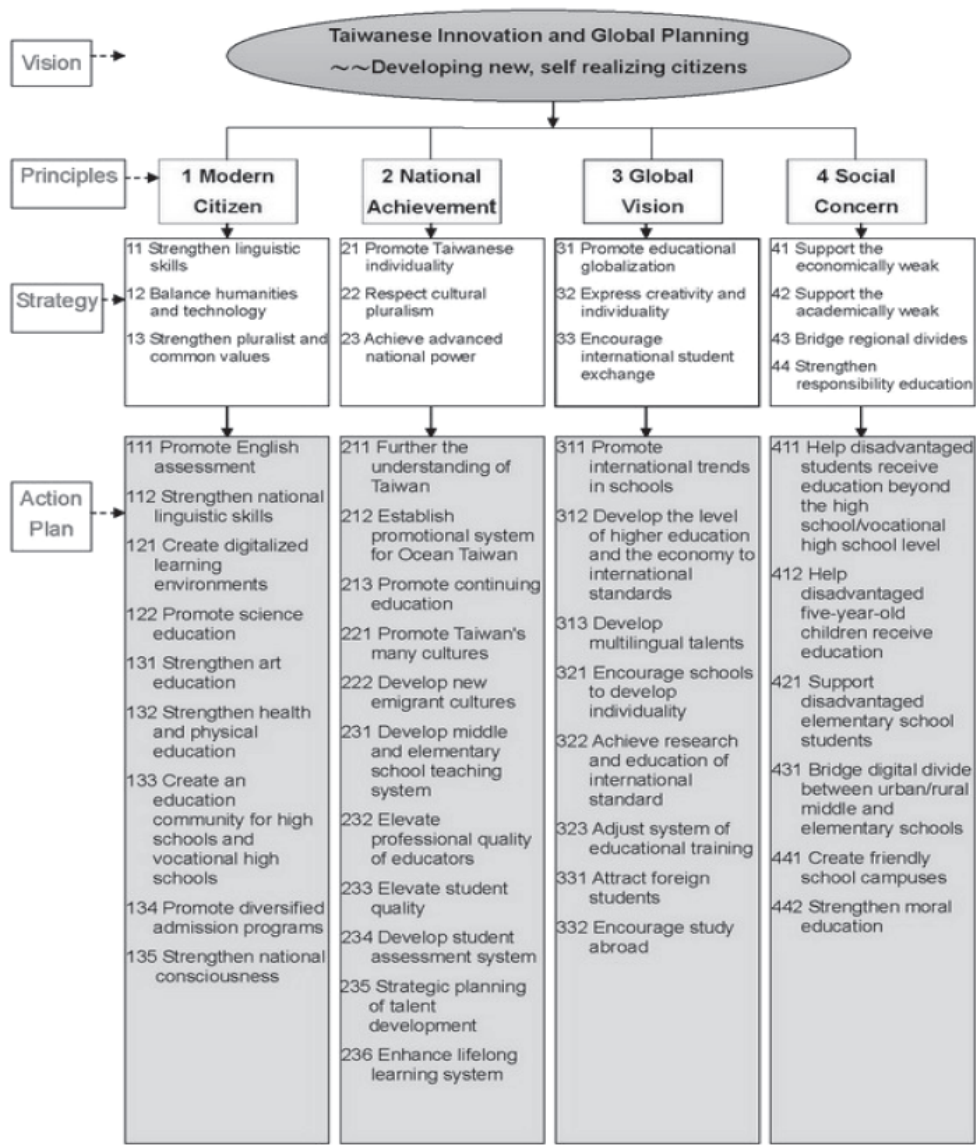 Taiwanese Innovation and Global Planning
~~Developing new, self realizing citizens
Vision
Principles
1 Modern
Citizen
2 National
Achievement
3 Global
Vision
4 Social
Concern
Strategy
11 Strengthen linguistic
skills
12 Balance humanities
and technology
13 Strengthen pluralist and
common values
21 Promote Taiwanese
individuality
22 Respect cultural
pluralism
23 Achieve advanced
national power
31 Promote educational
globalization
32 Express creativity and
individuality
33 Encourage
international student
exchange
41 Support the
economically weak
42 Support the
academically weak
43 Bridge regional divides
44 Strengthen
responsibility education
Action
Plan
111 Promote English
assessment
112 Strengthen national
linguistic skills
121 Create digitalized
learning
environments
122 Promote science
education
131 Strengthen art
education
132 Strengthen health
and physical
education
133 Create an
education
community for high
schools and
vocational high
schools
134 Promote diversified
admission programs
135 Strengthen national
consciousness
211 Further the
understanding of
Taiwan
212 Establish
promotional system
for Ocean Taiwan
213 Promote continuing
education
221 Promote Taiwan's
many cultures
222 Develop new
emigrant cultures
231 Develop middle
and elementary
school teaching
system
232 Elevate
professional quality
of educators
233 Elevate student
quality
234 Develop student
assessment system
235 Strategic planning
of talent
development
236 Enhance lifelong
learning system
311 Promote
international trends
in schools
312 Develop the level
of higher education
and the economy to
international
standards
313 Develop
multilingual talents
321 Encourage schools
to develop
individuality
322 Achieve research
and education of
international
standard
323 Adjust system of
educational training
331 Attract foreign
students
332 Encourage study
abroad
411 Help disadvantaged
students receive
education beyond
the high
school/vocational
high school level
412 Help
disadvantaged
five-year-old
children receive
education
421 Support
disadvantaged
elementary school
students
431 Bridge digital divide
between urban/rural
middle and
elementary schools
441 Create friendly
school campuses
442 Strengthen moral
education